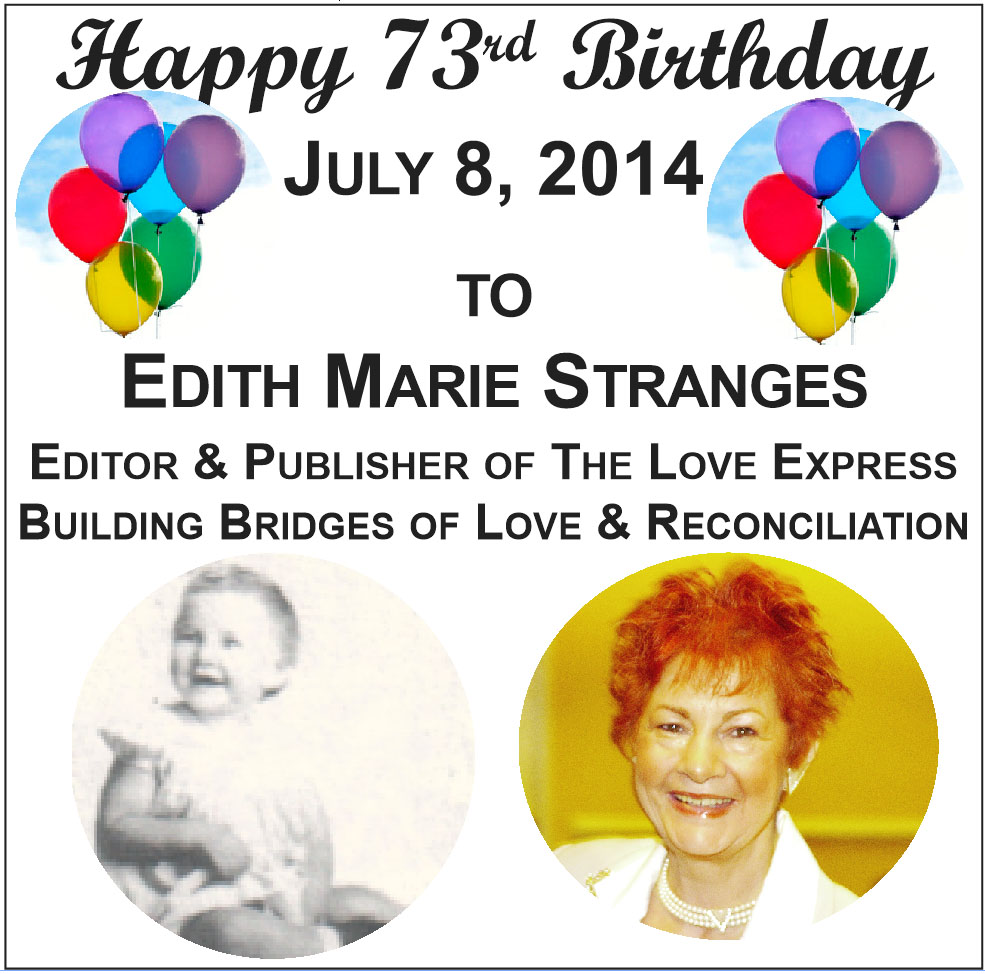 Happy 73rd Birthday
July 8, 2014
to
Edith Marie Stranges
Editor & Publisher of The Love Express
Building Bridges of Love & Reconciliation